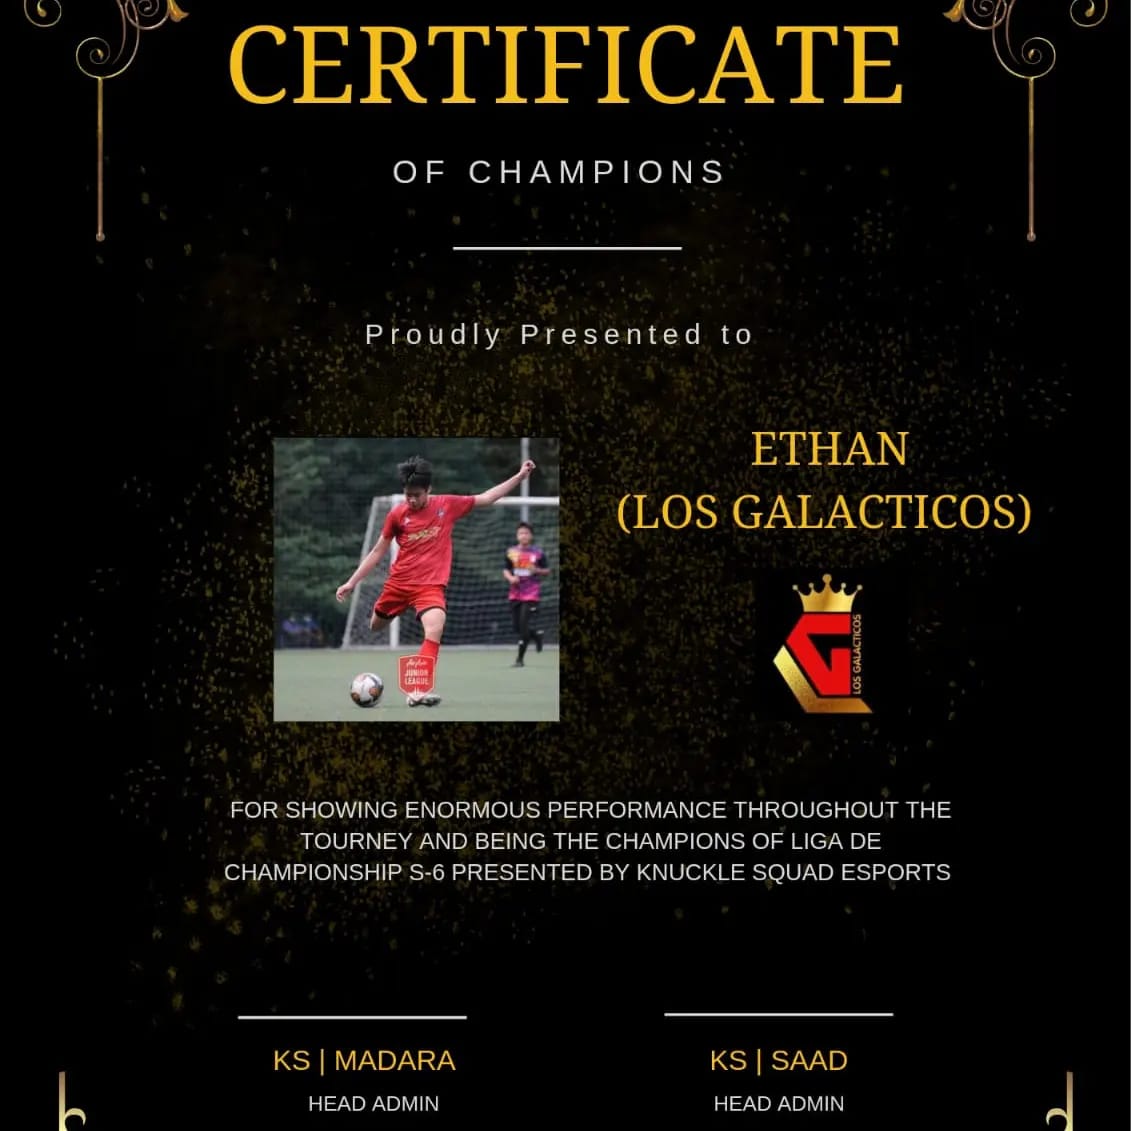 CERTIFICATE
OF CHAMPIONS
Proudly Presented to
ETHAN
(LOS GALACTICOS)
LOS GALACTICOS
JUNIOR
LEAGUE
FOR SHOWING ENORMOUS PERFORMANCE THROUGHOUT THE
TOURNEY AND BEING THE CHAMPIONS OF LIGA DE
CHAMPIONSHIP S-6 PRESENTED BY KNUCKLE SQUAD ESPORTS
KS | MADARA
KS | SAAD
HEAD ADMIN
HEAD ADMIN